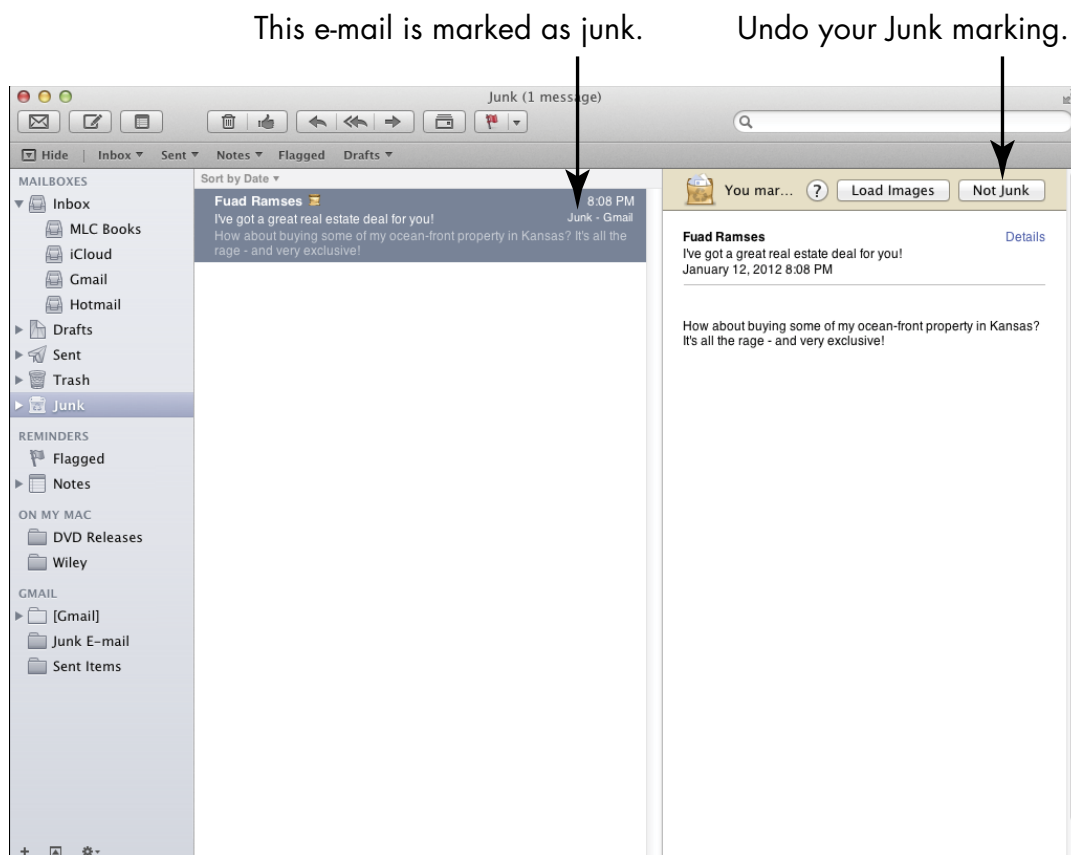 This e-mail is marked as junk.
Undo your Junk marking.
Junk (1 message)
Hide | Inbox Sent Notes Flagged Drafts
MAILBOXES
Inbox
MLC Books
iCloud
Gmail
Hotmail
Drafts
Sent
Trash
Junk
REMINDERS
Flagged
Notes
ON MY MAC
DVD Releases
Wiley
GMAIL
[Gmail]
Junk E-mail
Sent Items
Sort by Date
Fuad Ramses 8:08 PM
I've got a great real estate deal for you! Junk - Gmail
How about buying some of my ocean-front property in Kansas? It's all the
rage - and very exclusive!
You mar... ? Load Images Not Junk
Fuad Ramses Details
I've got a great real estate deal for you!
January 12, 2012 8:08 PM
How about buying some of my ocean-front property in Kansas?
It's all the rage - and very exclusive!